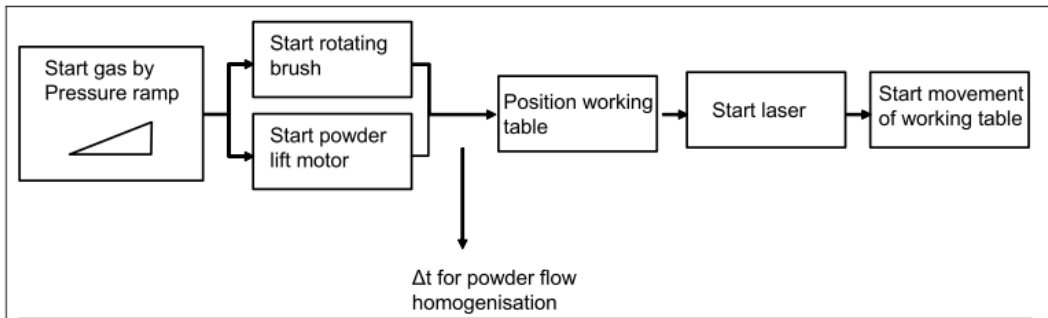 Start gas by
Pressure ramp
Start rotating
brush
Start powder
lift motor
Position working
table
Start laser
Start movement
of working table
Δt for powder flow
homogenisation